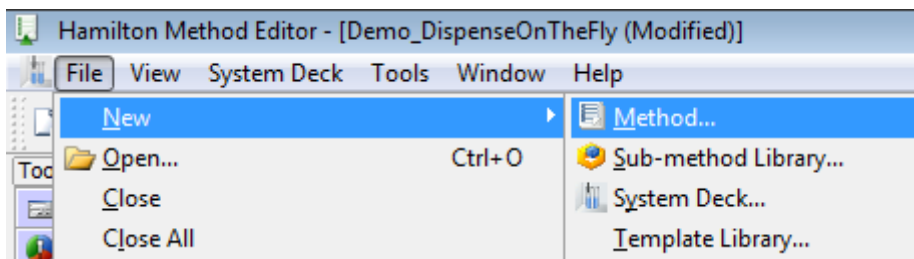 Hamilton Method Editor - [Demo_DispenseOnTheFly (Modified)]
File View System Deck Tools Window Help
New Method...
Open... Ctrl+O Sub-method Library...
Too
Close System Deck...
Close All Template Library...